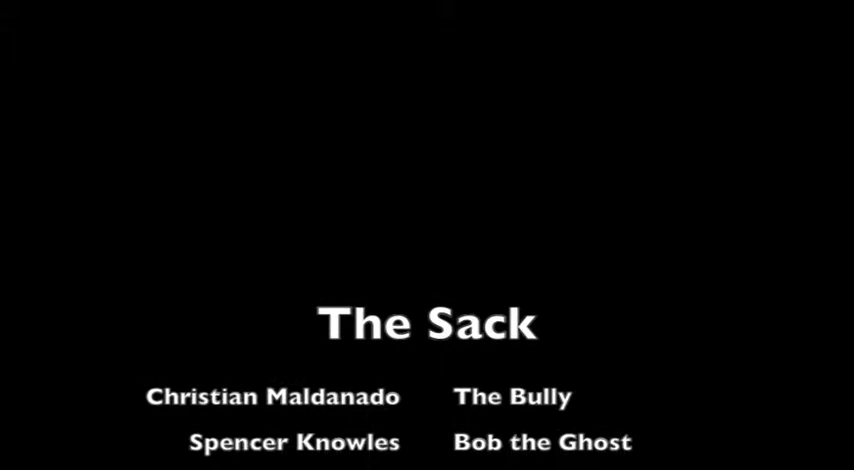 The Sack
Christian Maldanado The Bully
Spencer Knowles Bob the Ghost